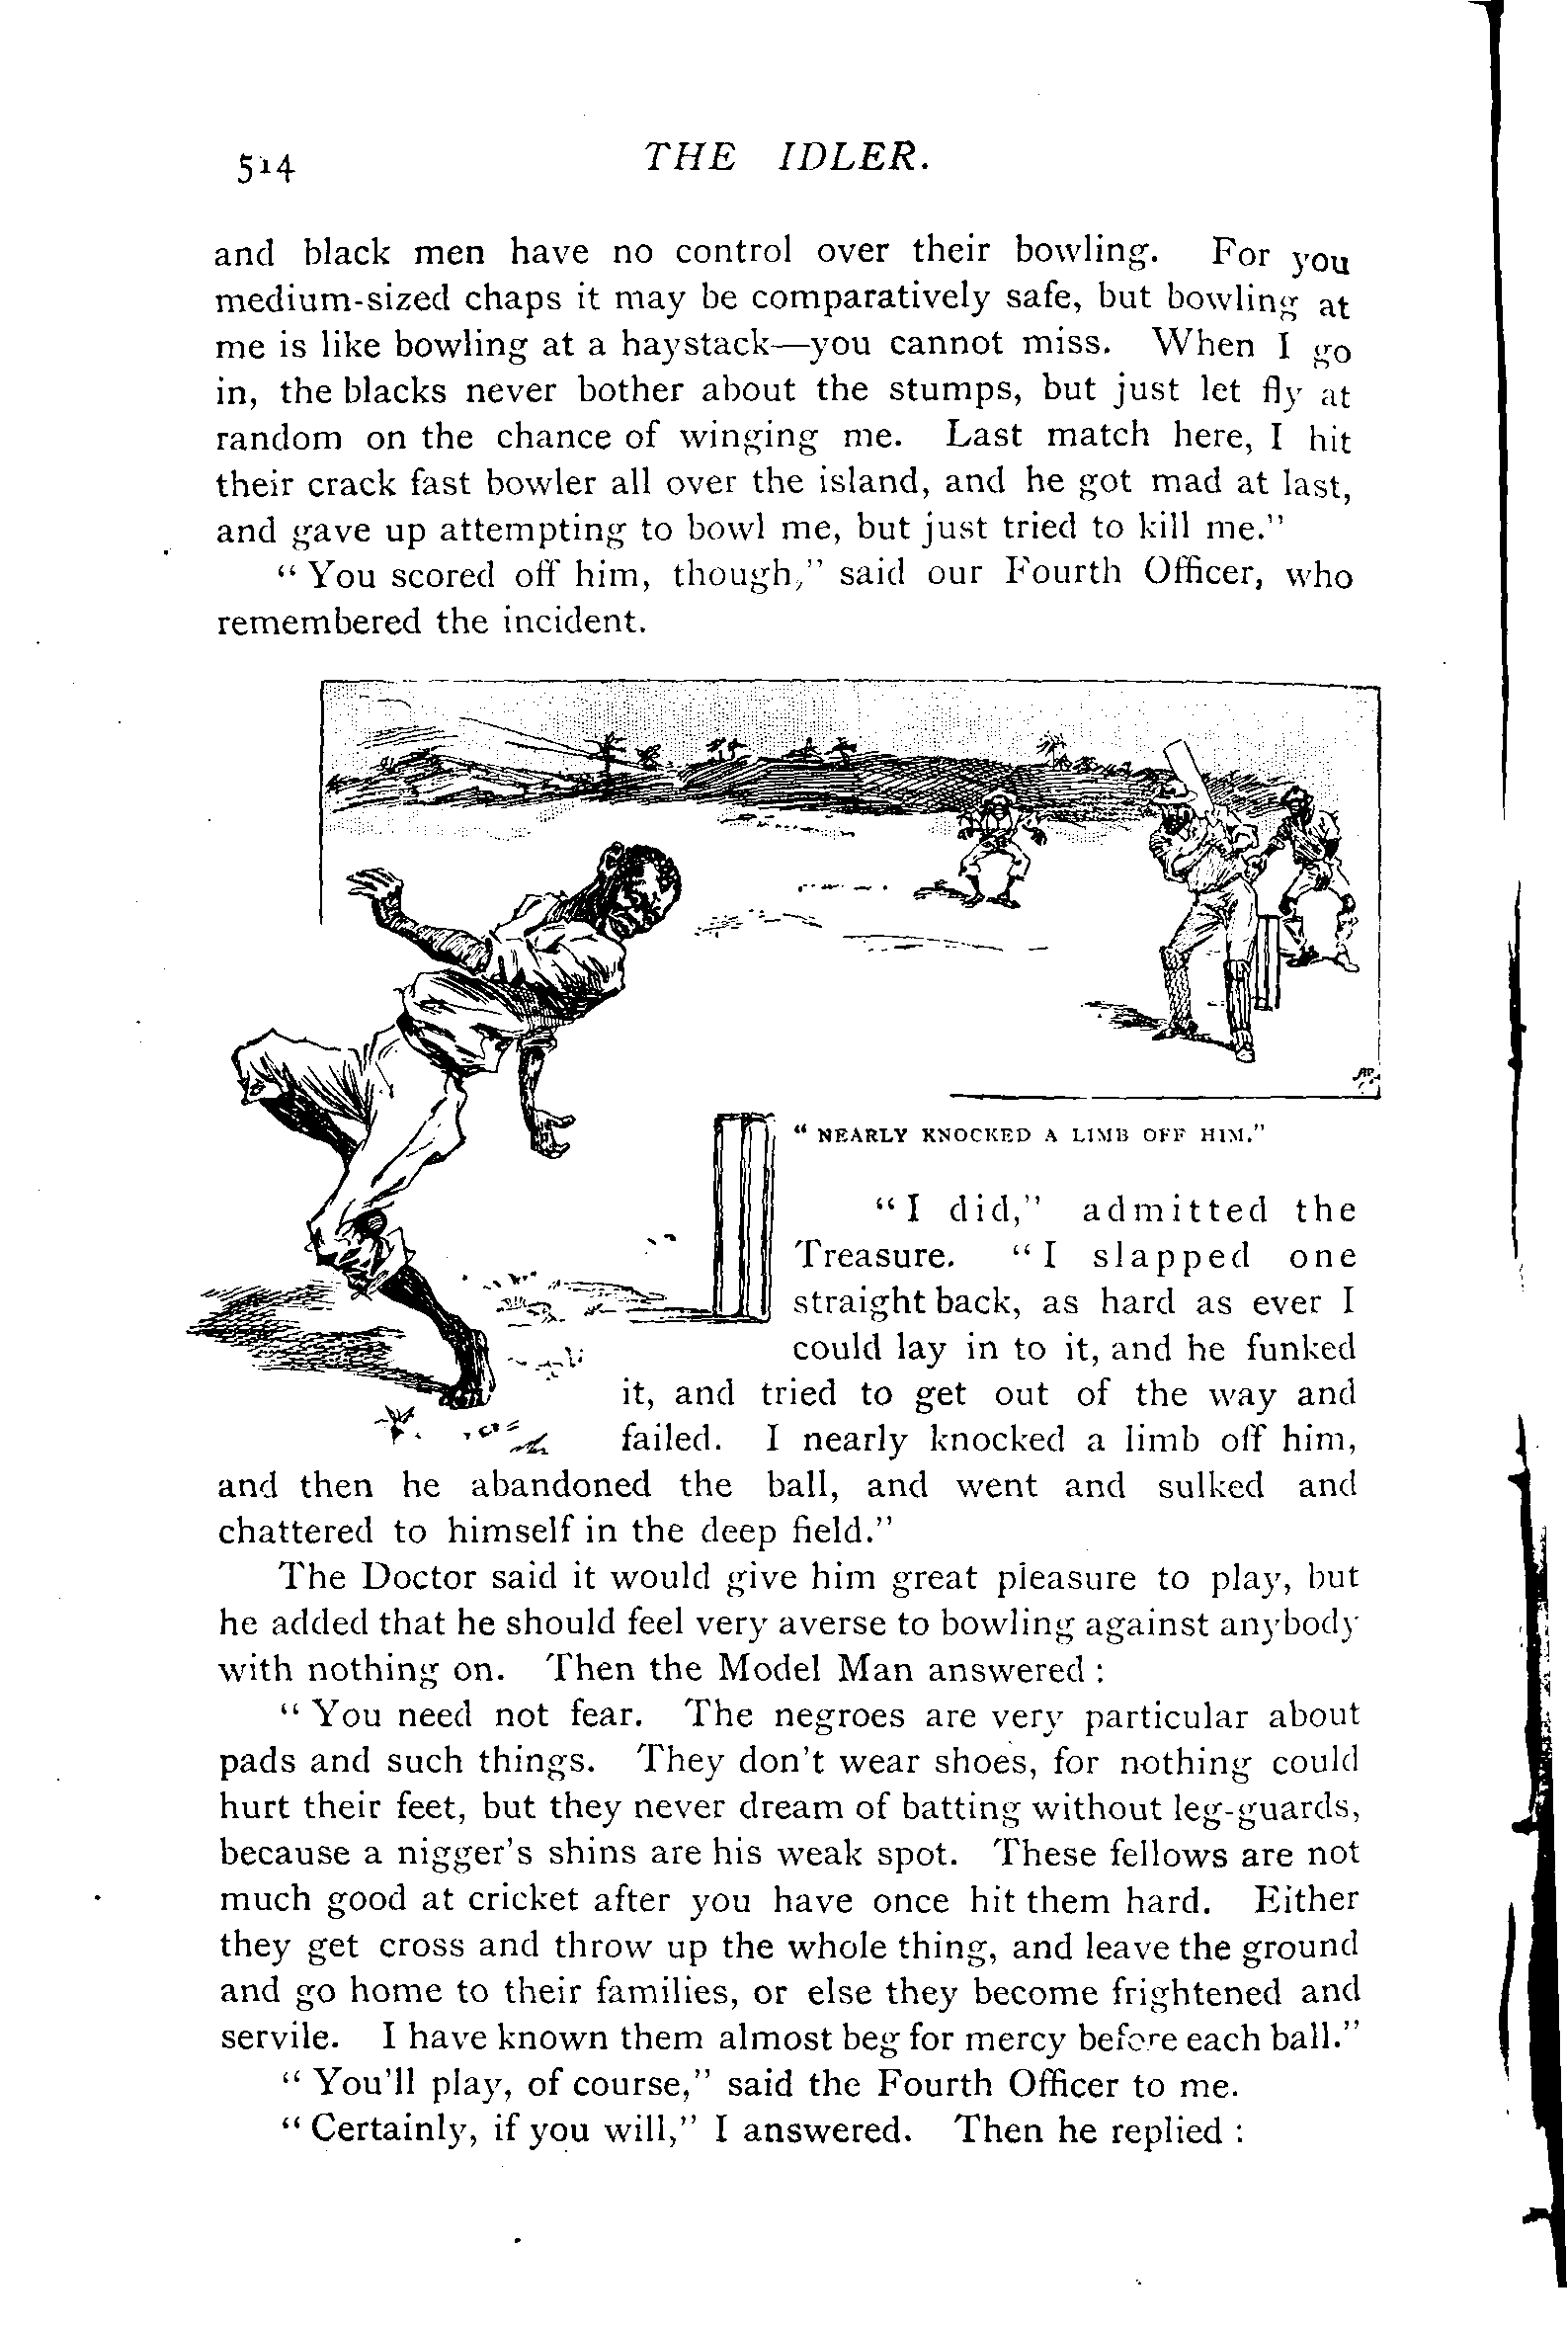 514
THE IDLER.
and black men have no control over their bowling. For you
medium-sized chaps it may be comparatively safe, but bowling at
me is like bowling at a haystack—you cannot miss. When I go
in, the blacks never bother about the stumps, but just let fly at
random on the chance of winging me. Last match here, I hit
their crack fast bowler all over the island, and he got mad at last,
and gave up attempting to bowl me, but just tried to kill me."
"You scored off him, though," said our Fourth Officer, who
remembered the incident.
"NEARLY KNOCKED A LIMB OFF HIM."
"I did," admitted the
Treasure. "I slapped one
straight back, as hard as ever I
could lay in to it, and he funked
it, and tried to get out of the way and
failed. I nearly knocked a limb off him,
and then he abandoned the ball, and went and sulked and
chattered to himself in the deep field."
The Doctor said it would give him great pleasure to play, but
he added that he should feel very averse to bowling against anybody
with nothing on. Then the Model Man answered :
"You need not fear. The negroes are very particular about
pads and such things. They don't wear shoes, for nothing could
hurt their feet, but they never dream of batting without leg-guards,
because a nigger's shins are his weak spot. These fellows are not
much good at cricket after you have once hit them hard. Either
they get cross and throw up the whole thing, and leave the ground
and go home to their families, or else they become frightened and
servile. I have known them almost beg for mercy before each ball."
"You'll play, of course," said the Fourth Officer to me.
"Certainly, if you will," I answered. Then he replied :